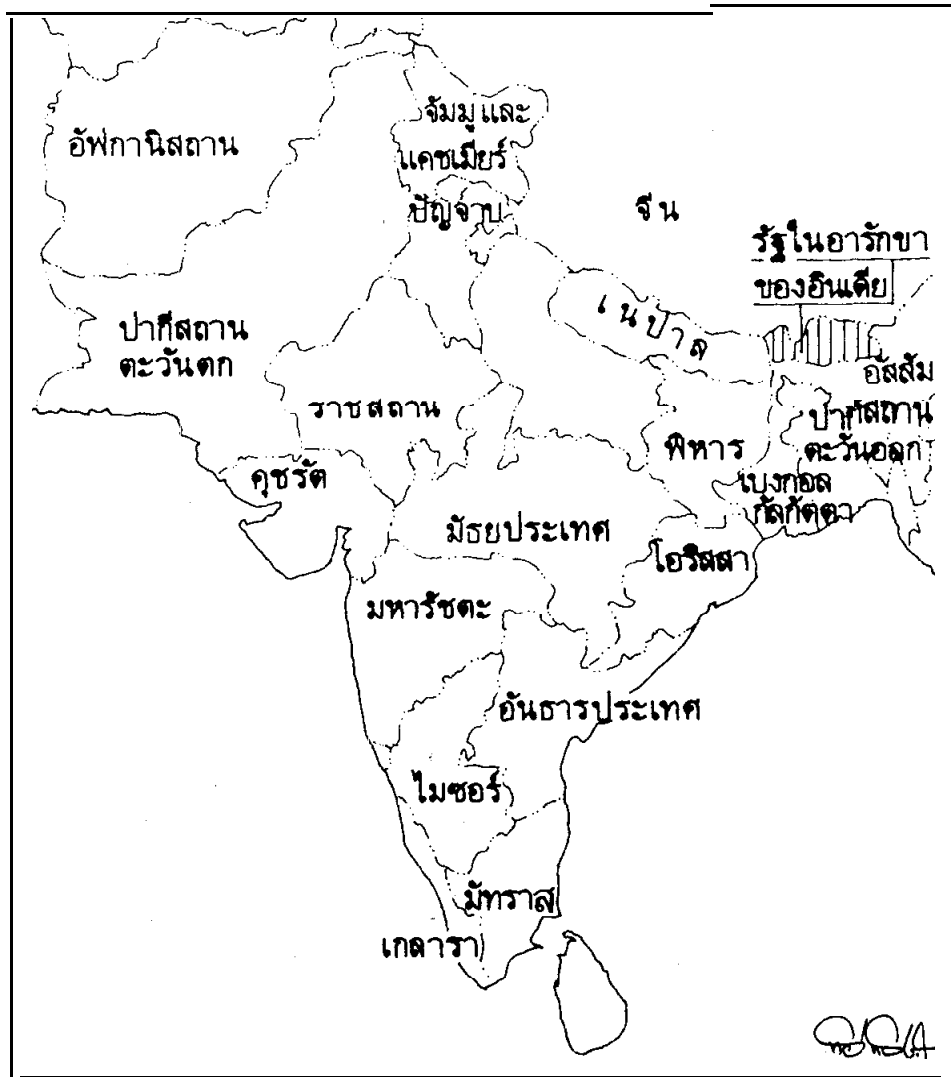 จัมมูและ
แคชเมียร์
อัฟกานิสถาน
ปัญจาบ
จีน
รัฐในอารักขา
ของอินเดีย
ปากีสถาน
ตะวันตก
เนปาล
อัสสัม
ราชสถาน
ปากีสถาน
ตะวันออก
พิหาร
คุชรัต
เบงกอล
กัลกัตตา
มัธยประเทศ
โอริสสา
มหารัชตะ
อันธารประเทศ
ไมซอร์
มัทราส
เกลารา